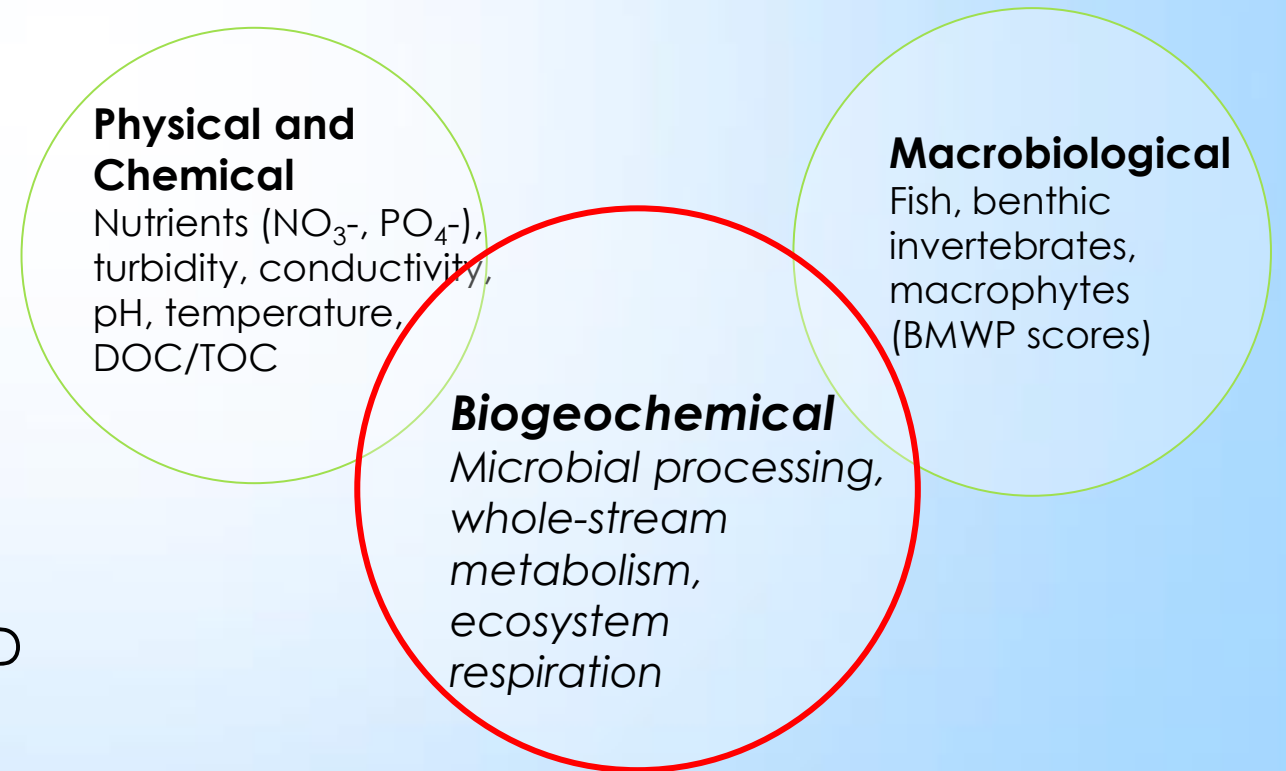 Physical and
Chemical
Nutrients (NO₃-, PO₄-),
turbidity, conductivity,
pH, temperature,
DOC/TOC
Macrobiological
Fish, benthic
invertebrates,
macrophytes
(BMWP scores)
Biogeochemical
Microbial processing,
whole-stream
metabolism,
ecosystem
respiration